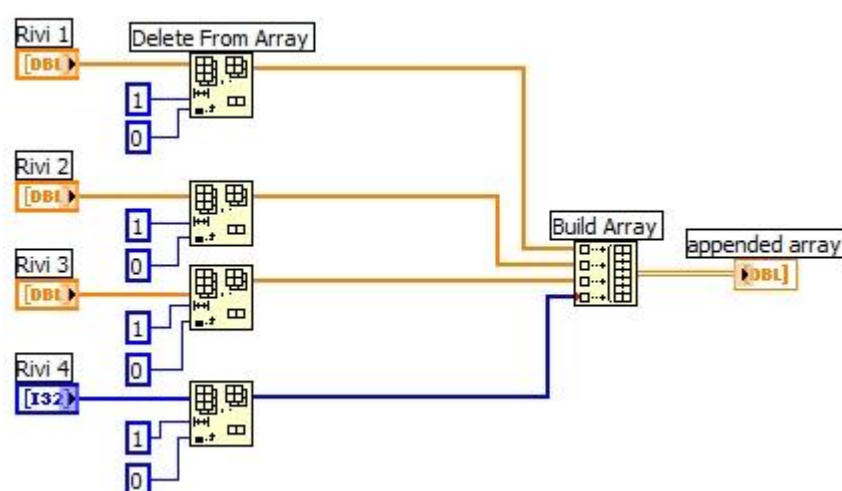 Rivi 1
Delete From Array
[DBL]
1
0
Rivi 2
[DBL]
1
0
Build Array
appended array
Rivi 3
[DBL]
DBL]
1
0
Rivi 4
[I32]
1
0